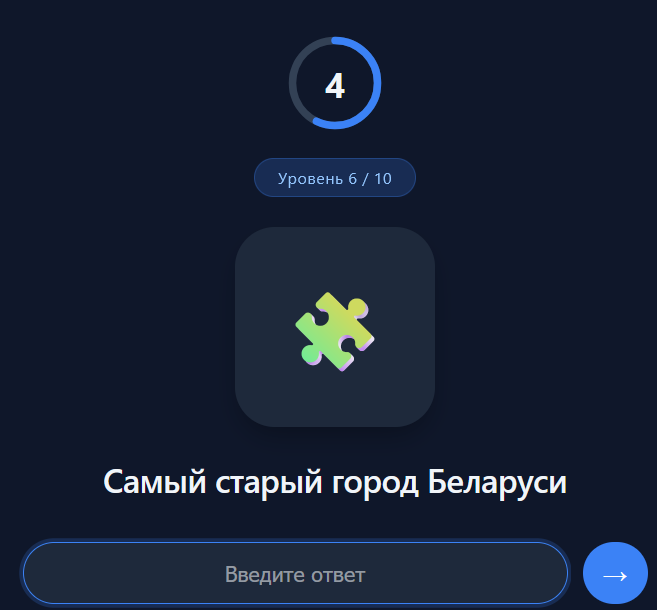 4
Уровень 6 / 10
Самый старый город Беларуси
Введите ответ
→